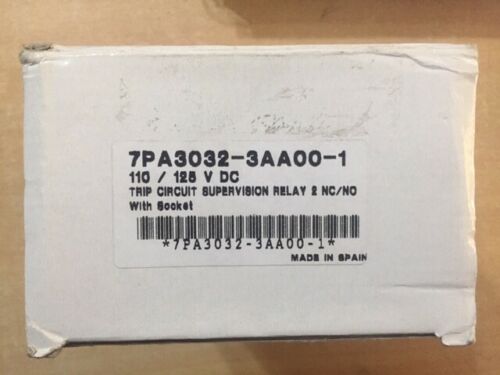 7PA3032-3AA00-1
110 / 125 V DC
TRIP CIRCUIT SUPERVISION RELAY 2 NC/NO
With Socket
*7PA3032-3AA00-1*
MADE IN SPAIN